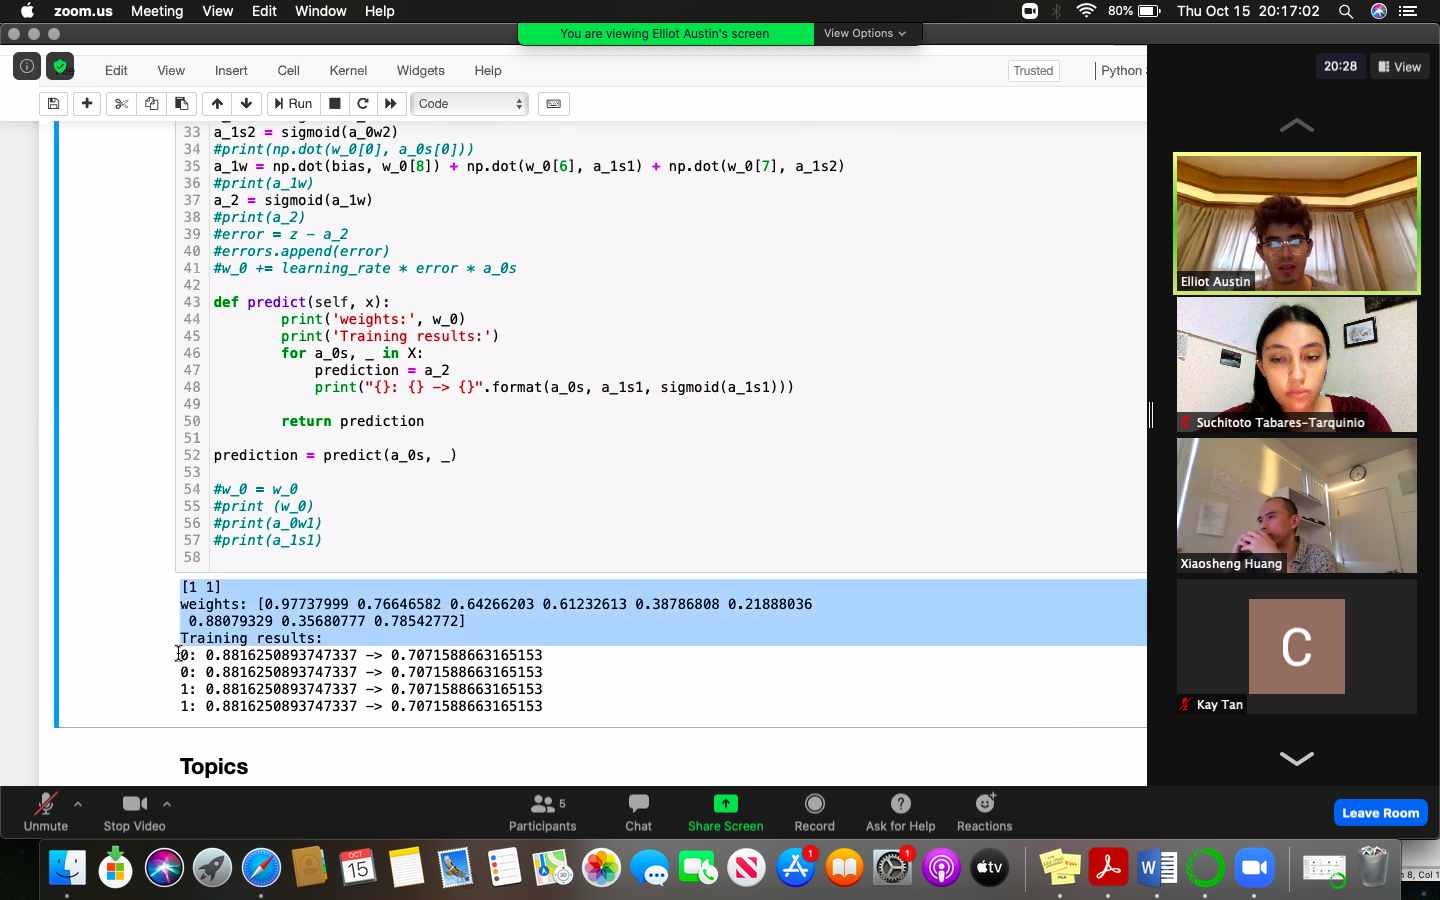 zoom.us Meeting View Edit Window Help 80% Thu Oct 15 20:17:02
You are viewing Elliot Austin's screen View Options
Edit View Insert Cell Kernel Widgets Help Trusted Python 20:28 View
Run Code
33 a_1s2 = sigmoid(a_0w2)
34 #print(np.dot(w_0[0], a_0s[0]))
35 a_1w = np.dot(bias, w_0[8]) + np.dot(w_0[6], a_1s1) + np.dot(w_0[7], a_1s2)
36 #print(a_1w)
37 a_2 = sigmoid(a_1w)
38 #print(a_2)
39 #error = z - a_2
40 #errors.append(error)
41 #w_0 += learning_rate * error * a_0s
42
43 def predict(self, x):
44 print('weights:', w_0)
45 print('Training results:')
46 for a_0s, _ in X:
47 prediction = a_2
48 print("{}: {} -> {}".format(a_0s, a_1s1, sigmoid(a_1s1)))
49
50 return prediction
51
52 prediction = predict(a_0s, _)
53
54 #w_0 = w_0
55 #print (w_0)
56 #print(a_0w1)
57 #print(a_1s1)
58
[1 1]
weights: [0.97737999 0.76646582 0.64266203 0.61232613 0.38786808 0.21888036
0.88079329 0.35680777 0.78542772]
Training results:
0: 0.8816250893747337 -> 0.7071588663165153
0: 0.8816250893747337 -> 0.7071588663165153
1: 0.8816250893747337 -> 0.7071588663165153
1: 0.8816250893747337 -> 0.7071588663165153
Topics
Elliot Austin
Suchitoto Tabares-Tarquinio
Xiaosheng Huang
C
Kay Tan
5
Unmute Stop Video Participants Chat Share Screen Record Ask for Help Reactions Leave Room
OCT
15
1
1
tv
W
n 8, Col 1